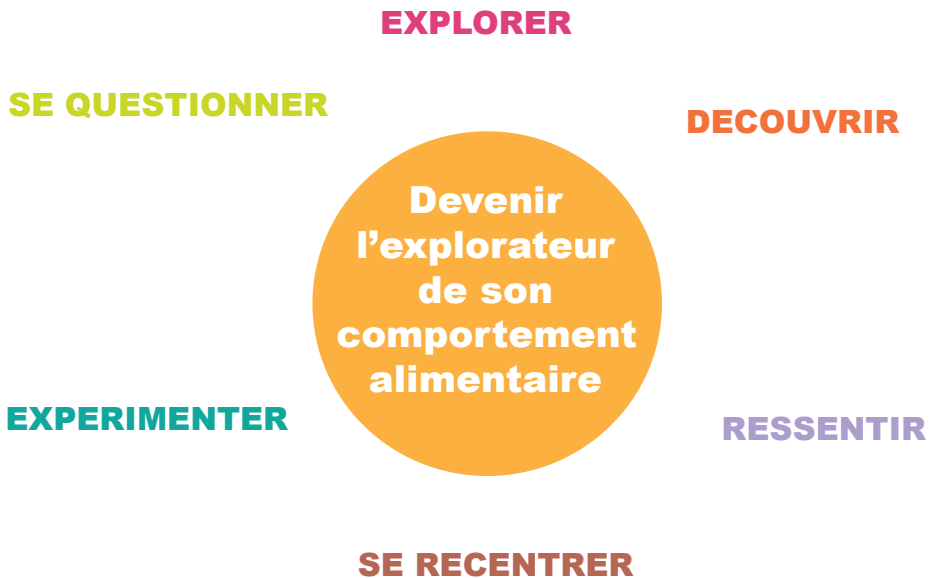 EXPLORER
SE QUESTIONNER
DECOUVRIR
Devenir
l’explorateur
de son
comportement
alimentaire
EXPERIMENTER
RESSENTIR
SE RECENTRER